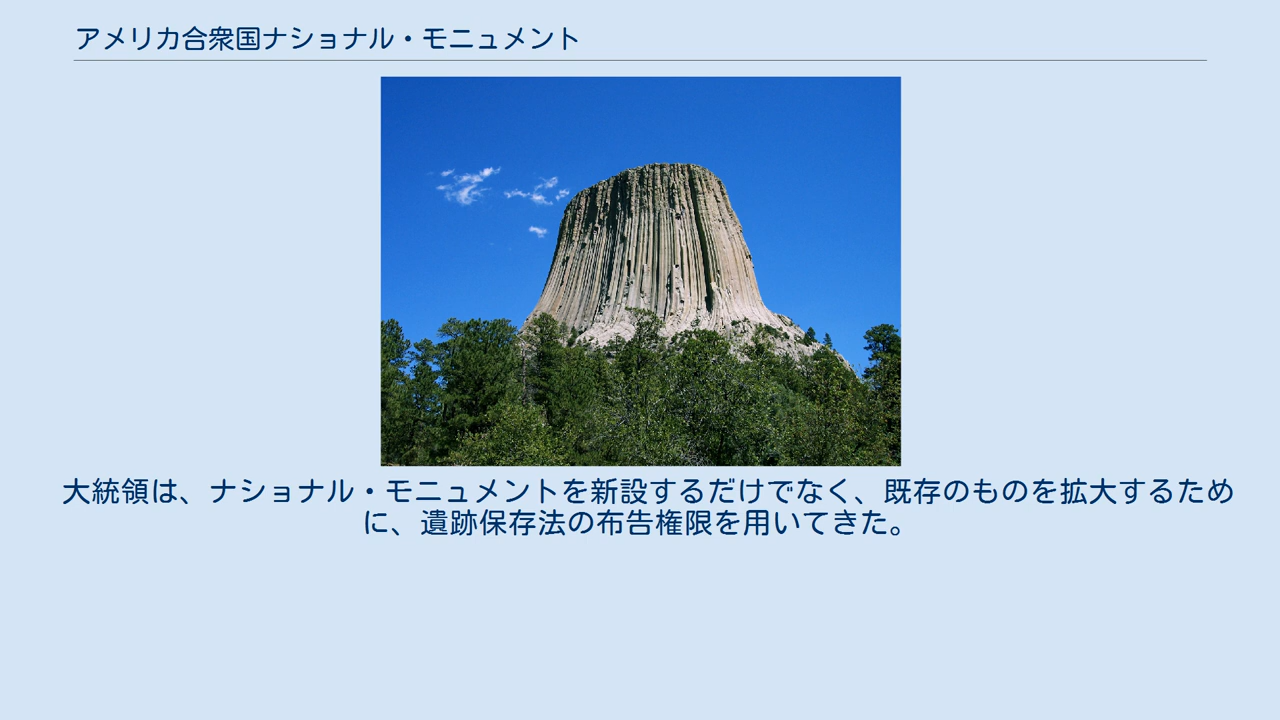 アメリカ合衆国ナショナル・モニュメント
大統領は、ナショナル・モニュメントを新設するだけでなく、既存のものを拡大するため
に、遺跡保存法の布告権限を用いてきた。